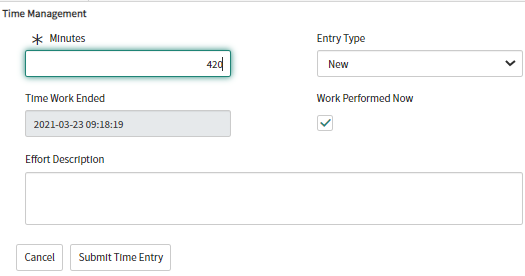 Time Management
* Minutes
Entry Type
420
New
Time Work Ended
Work Performed Now
2021-03-23 09:18:19
Effort Description
Cancel
Submit Time Entry